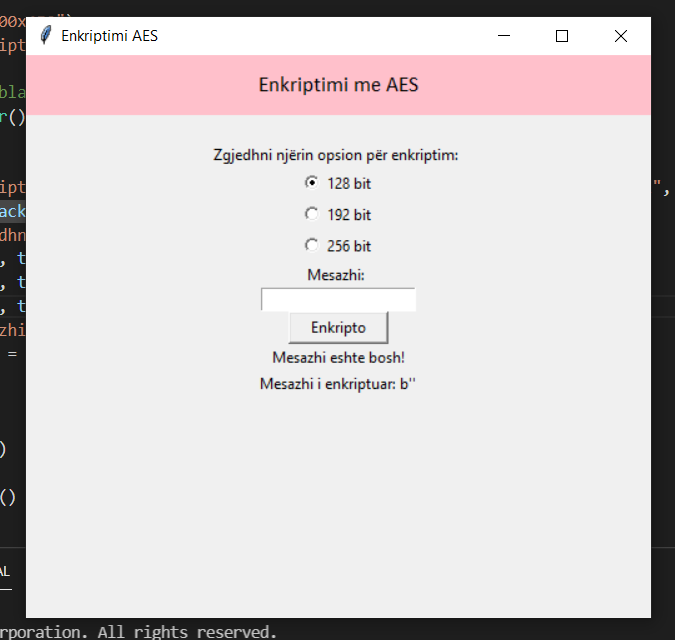 00x
Enkriptimi AES
ipt
Enkriptimi me AES
bla
r()
Zgjedhni njërin opsion për enkriptim:
ipt
128 bit
",
ack
192 bit
dhn
256 bit
, t
Mesazhi:
, t
, t
Enkripto
zhi
Mesazhi eshte bosh!
=
Mesazhi i enkriptuar: b''
)
()
AL
rporation. All rights reserved.